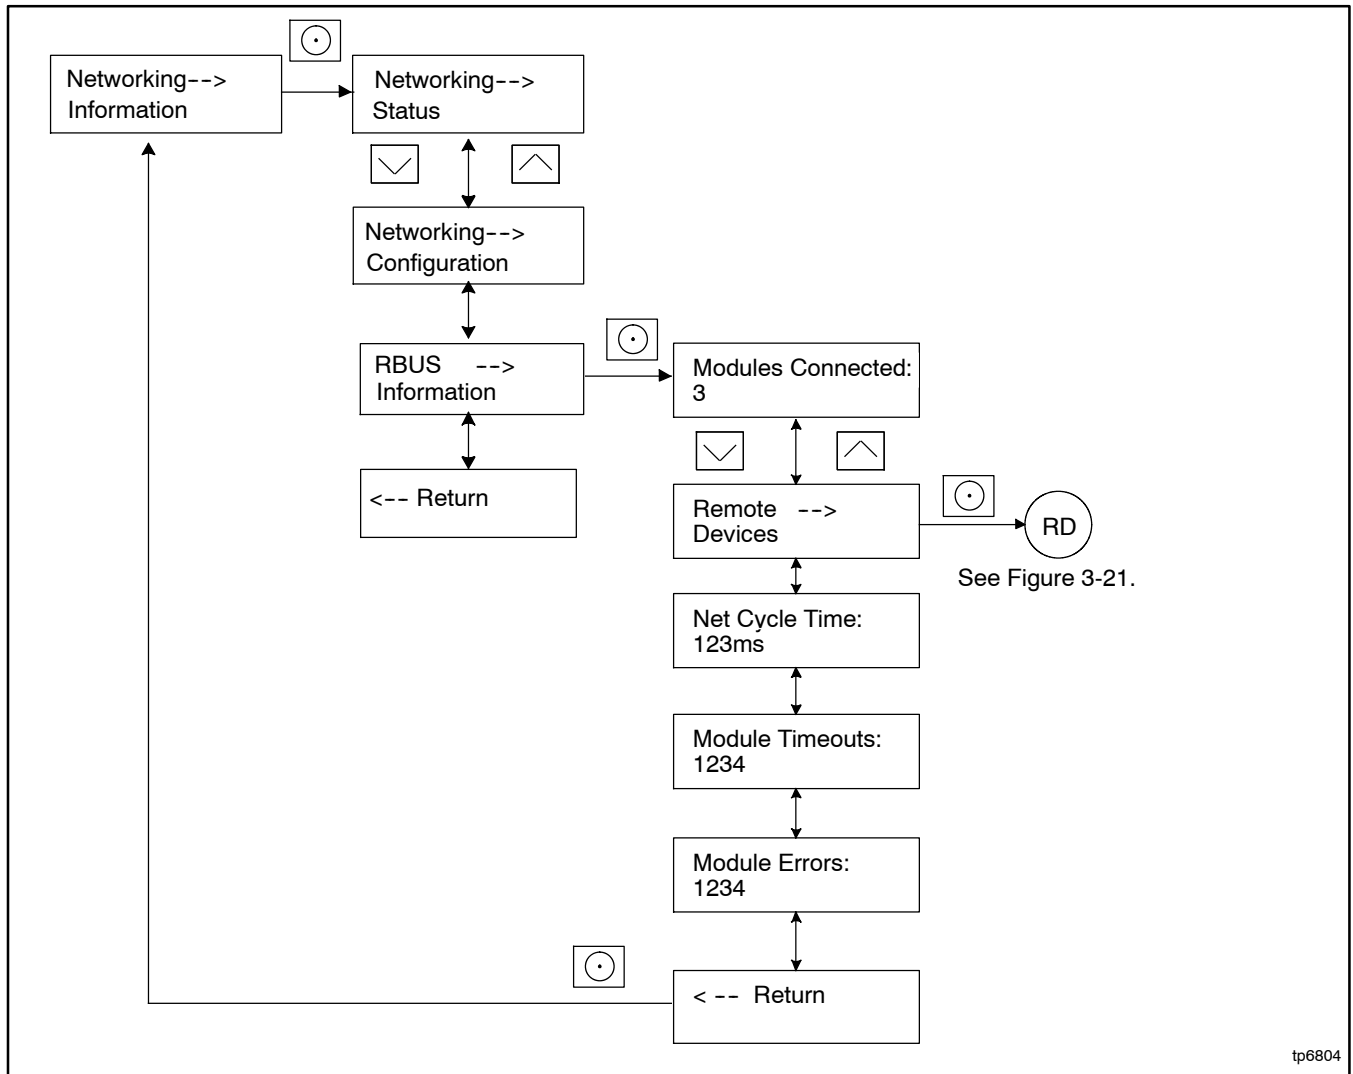 Networking-->
Information
Networking-->
Status
Networking-->
Configuration
RBUS -->
Information
<-- Return
Modules Connected:
3
Remote -->
Devices
RD
See Figure 3-21.
Net Cycle Time:
123ms
Module Timeouts:
1234
Module Errors:
1234
< -- Return
tp6804